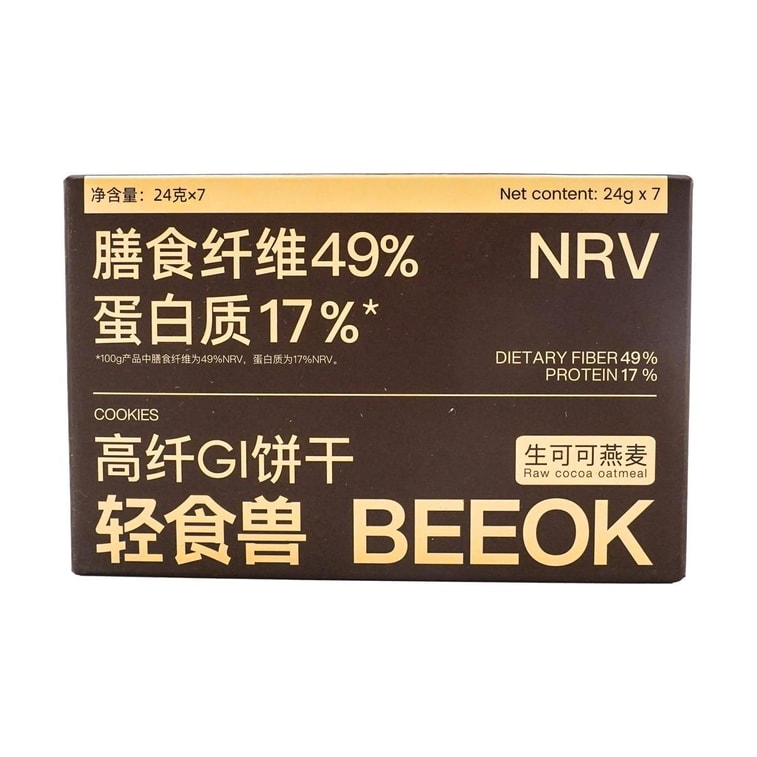 净含量：24克×7
Net content: 24g x 7
膳食纤维49%
NRV
蛋白质17%*
*100g产品中膳食纤维为49%NRV，蛋白质为17%NRV。
DIETARY FIBER 49%
PROTEIN 17 %
COOKIES
高纤GI饼干
生可可燕麦
Raw cocoa oatmeal
轻食兽
BEEOK